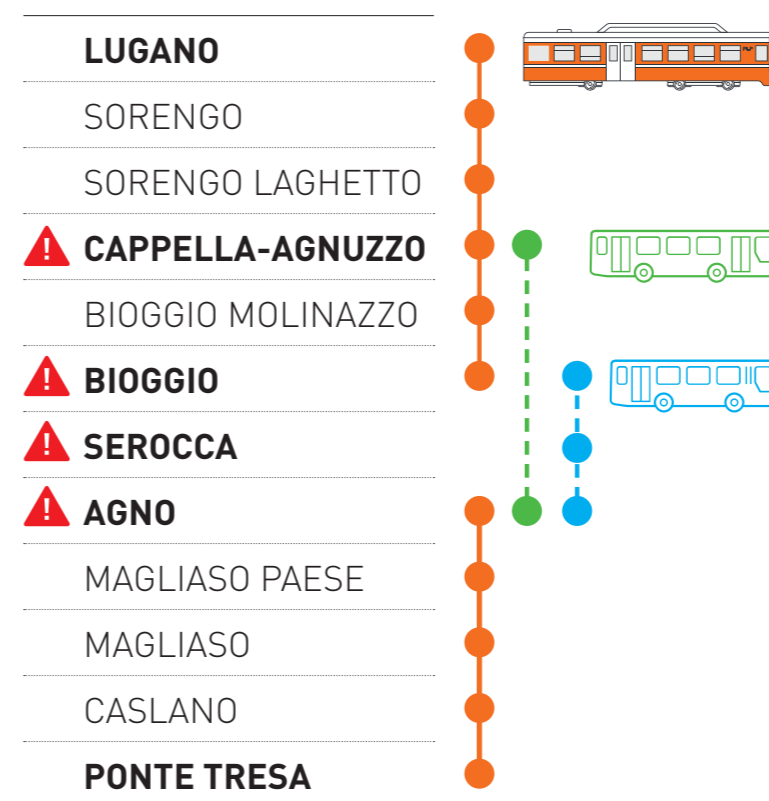 LUGANO
SORENGO
SORENGO LAGHETTO
! CAPPELLA-AGNUZZO
BIOGGIO MOLINAZZO
! BIOGGIO
! SEROCCA
! AGNO
MAGLIASO PAESE
MAGLIASO
CASLANO
PONTE TRESA